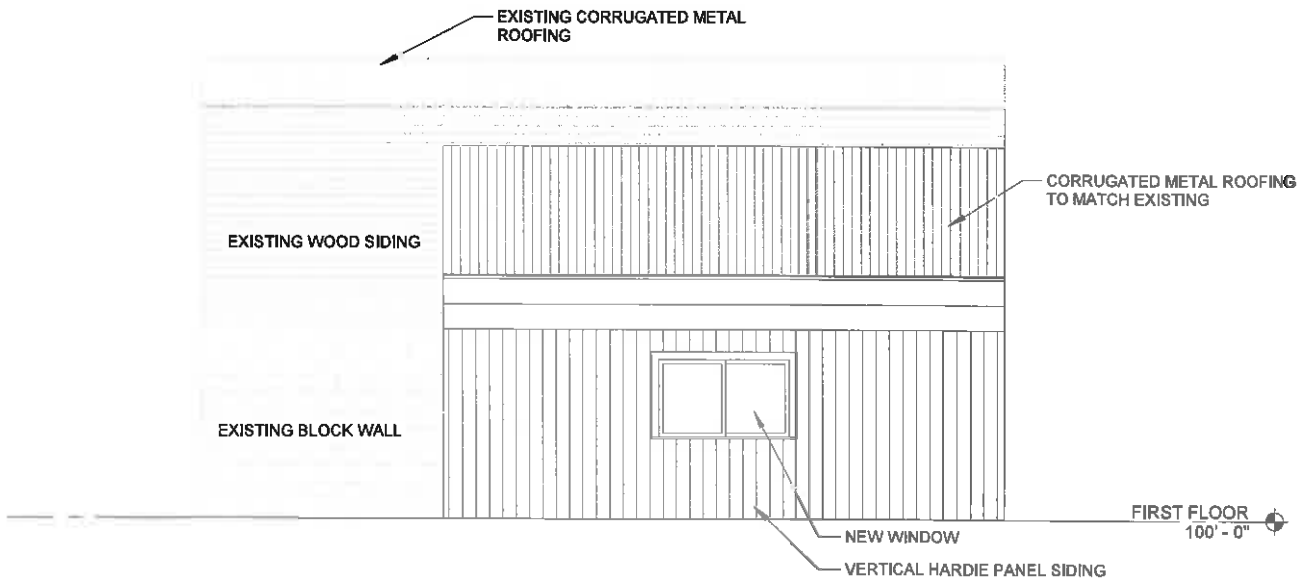 EXISTING CORRUGATED METAL
ROOFING
CORRUGATED METAL ROOFING
TO MATCH EXISTING
EXISTING WOOD SIDING
EXISTING BLOCK WALL
FIRST FLOOR
100' - 0"
NEW WINDOW
VERTICAL HARDIE PANEL SIDING